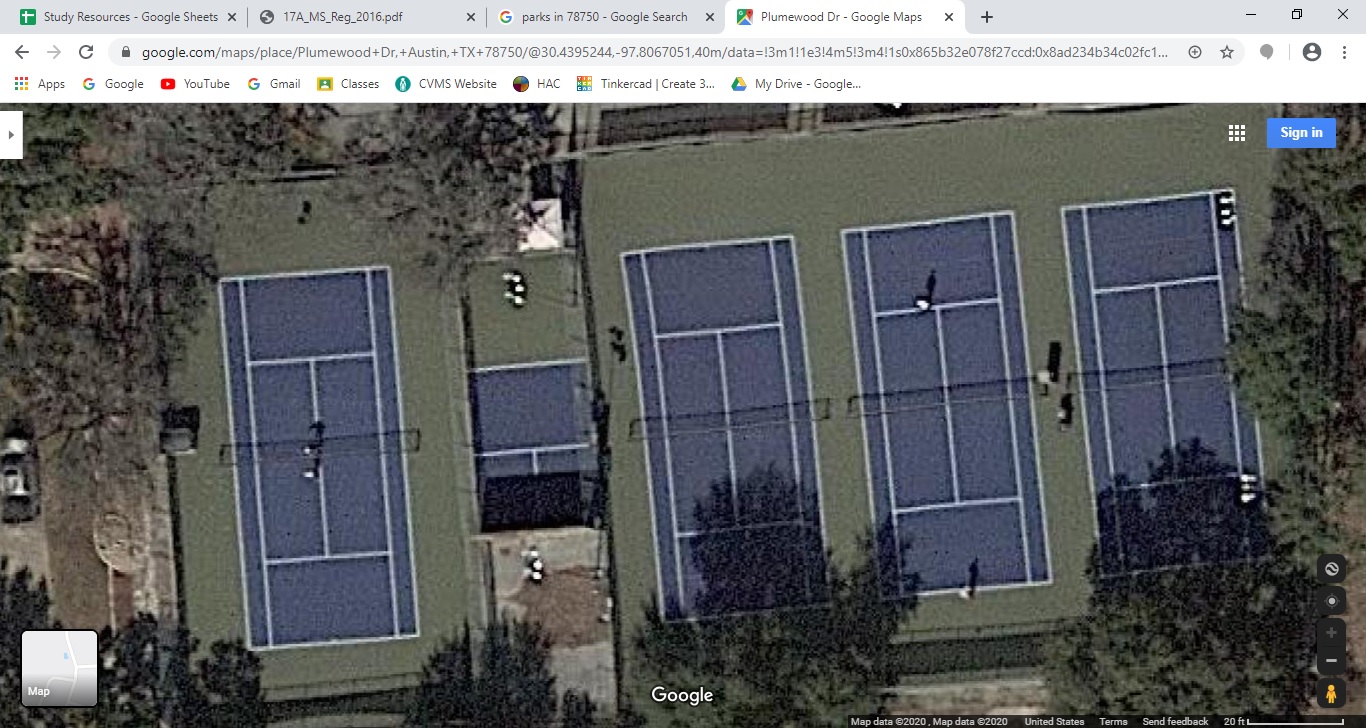 Study Resources - Google Sheets
17A_MS_Reg_2016.pdf
parks in 78750 - Google Search
Plumewood Dr - Google Maps
google.com/maps/place/Plumewood+Dr,+Austin,+TX+78750/@30.4395244,-97.8067051,40m/data=!3m1!1e3!4m5!3m4!1s0x865b32e078f27ccd:0x8ad234b34c02fc1...
Apps Google YouTube Gmail Classes CVMS Website HAC Tinkercad | Create 3... My Drive - Google...
Sign in
Map
Google
Map data ©2020 , Map data ©2020 United States Terms Send feedback 20 ft